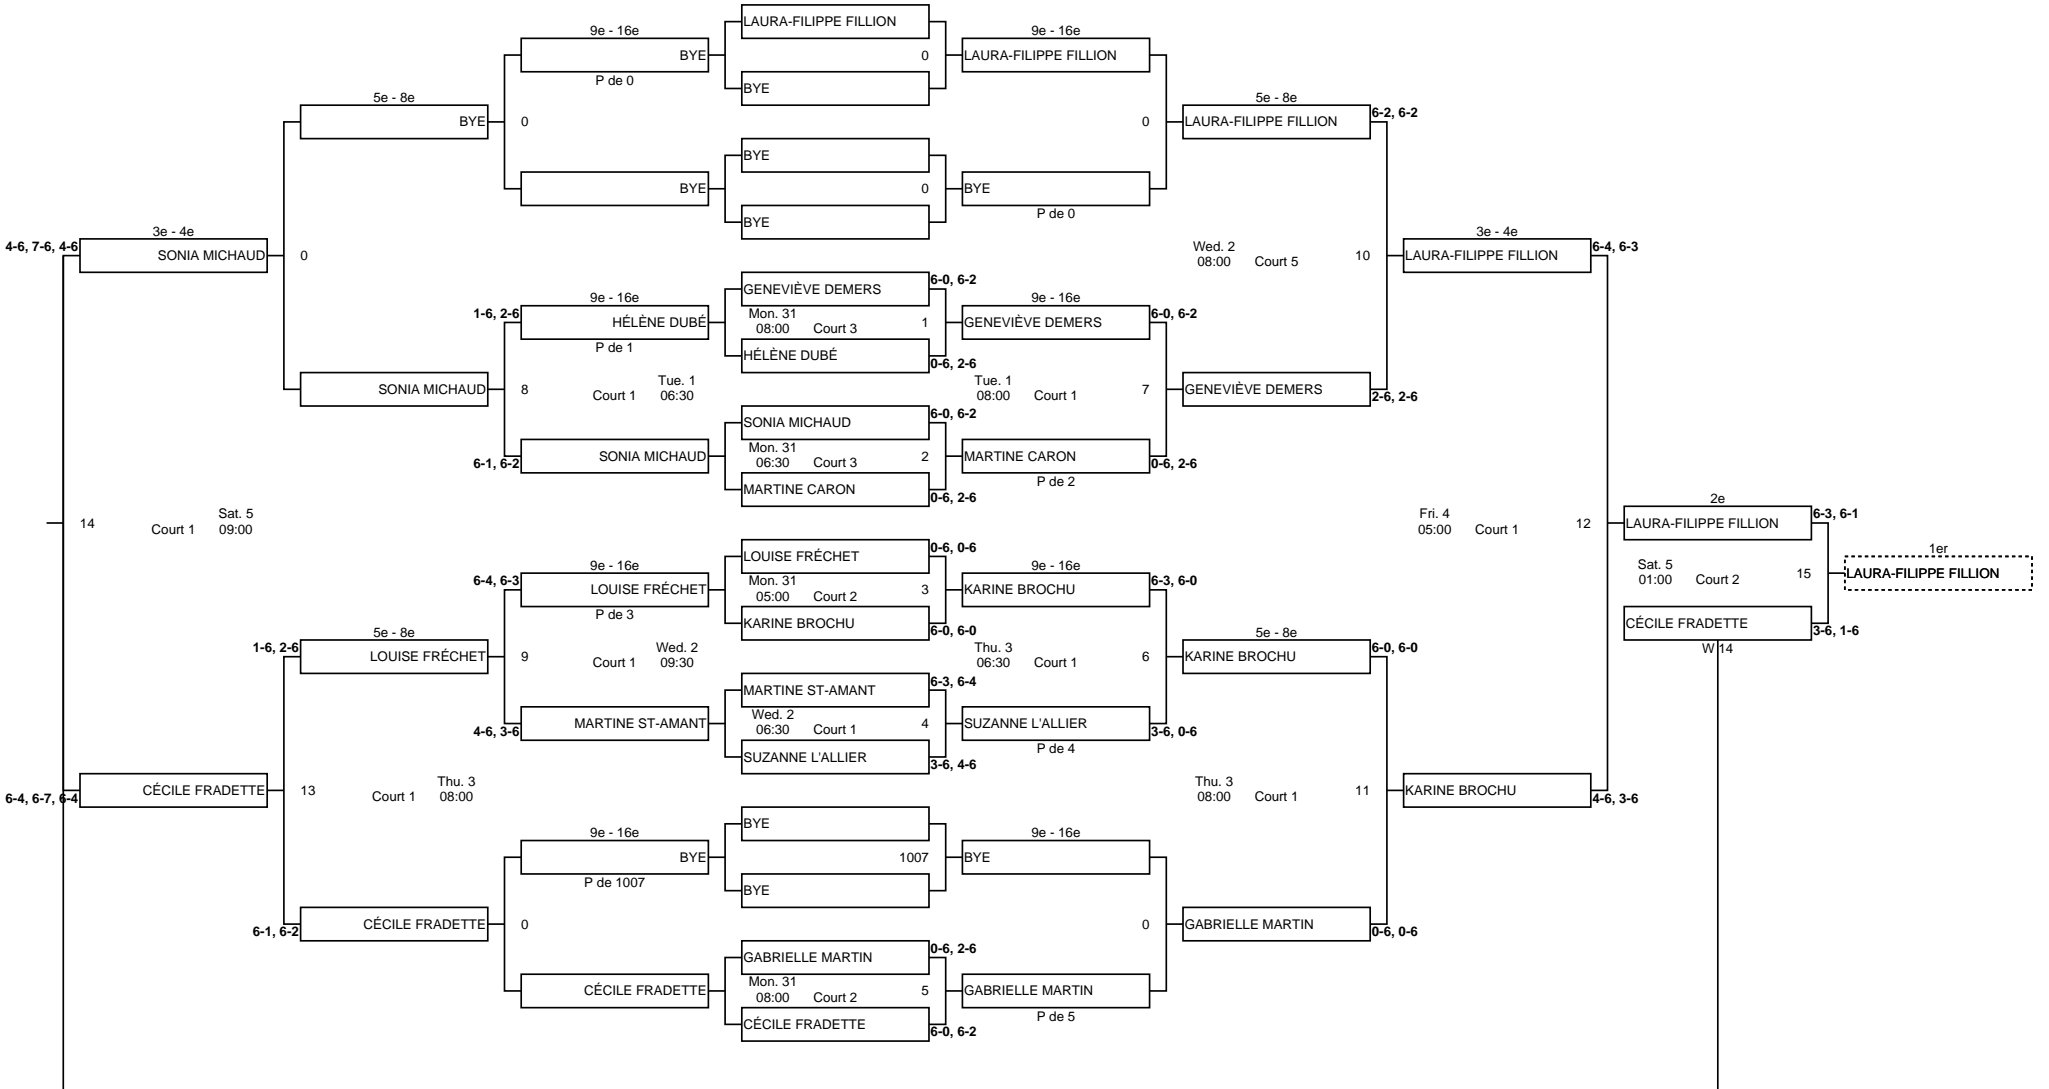 LAURA-FILIPPE FILLION
9e - 16e
9e - 16e
BYE
0
LAURA-FILIPPE FILLION
P de 0
BYE
5e - 8e
5e - 8e
6-2, 6-2
BYE
0
0
LAURA-FILIPPE FILLION
BYE
BYE
0
BYE
P de 0
BYE
3e - 4e
3e - 4e
4-6, 7-6, 4-6
Wed. 2
6-4, 6-3
SONIA MICHAUD
0
08:00
Court 5
10
LAURA-FILIPPE FILLION
6-0, 6-2
GENEVIÈVE DEMERS
9e - 16e
9e - 16e
1-6, 2-6
Mon. 31
6-0, 6-2
HÉLÈNE DUBÉ
08:00
Court 3
1
GENEVIÈVE DEMERS
P de 1
HÉLÈNE DUBÉ
0-6, 2-6
Tue. 1
Tue. 1
SONIA MICHAUD
8
Court 1
06:30
08:00
Court 1
7
GENEVIÈVE DEMERS
2-6, 2-6
6-0, 6-2
SONIA MICHAUD
Mon. 31
6-1, 6-2
SONIA MICHAUD
06:30
Court 3
2
MARTINE CARON
0-6, 2-6
P de 2
MARTINE CARON
0-6, 2-6
2e
Sat. 5
Fri. 4
6-3, 6-1
14
Court 1
09:00
05:00
Court 1
12
LAURA-FILIPPE FILLION
0-6, 0-6
LOUISE FRÉCHET
1er
9e - 16e
9e - 16e
Sat. 5
6-4, 6-3
Mon. 31
6-3, 6-0
01:00
Court 2
15
LAURA-FILIPPE FILLION
LOUISE FRÉCHET
05:00
Court 2
3
KARINE BROCHU
P de 3
KARINE BROCHU
6-0, 6-0
CÉCILE FRADETTE
3-6, 1-6
5e - 8e
5e - 8e
1-6, 2-6
Wed. 2
Thu. 3
6-0, 6-0
W 14
LOUISE FRÉCHET
9
Court 1
09:30
06:30
Court 1
6
KARINE BROCHU
6-3, 6-4
MARTINE ST-AMANT
Wed. 2
4-6, 3-6
MARTINE ST-AMANT
06:30
Court 1
4
SUZANNE L'ALLIER
3-6, 0-6
P de 4
SUZANNE L'ALLIER
3-6, 4-6
Thu. 3
Thu. 3
6-4, 6-7, 6-4
CÉCILE FRADETTE
13
Court 1
08:00
08:00
Court 1
11
KARINE BROCHU
4-6, 3-6
BYE
9e - 16e
9e - 16e
BYE
1007
BYE
P de 1007
BYE
6-1, 6-2
CÉCILE FRADETTE
0
0
GABRIELLE MARTIN
0-6, 0-6
0-6, 2-6
GABRIELLE MARTIN
Mon. 31
CÉCILE FRADETTE
08:00
Court 2
5
GABRIELLE MARTIN
P de 5
CÉCILE FRADETTE
6-0, 6-2